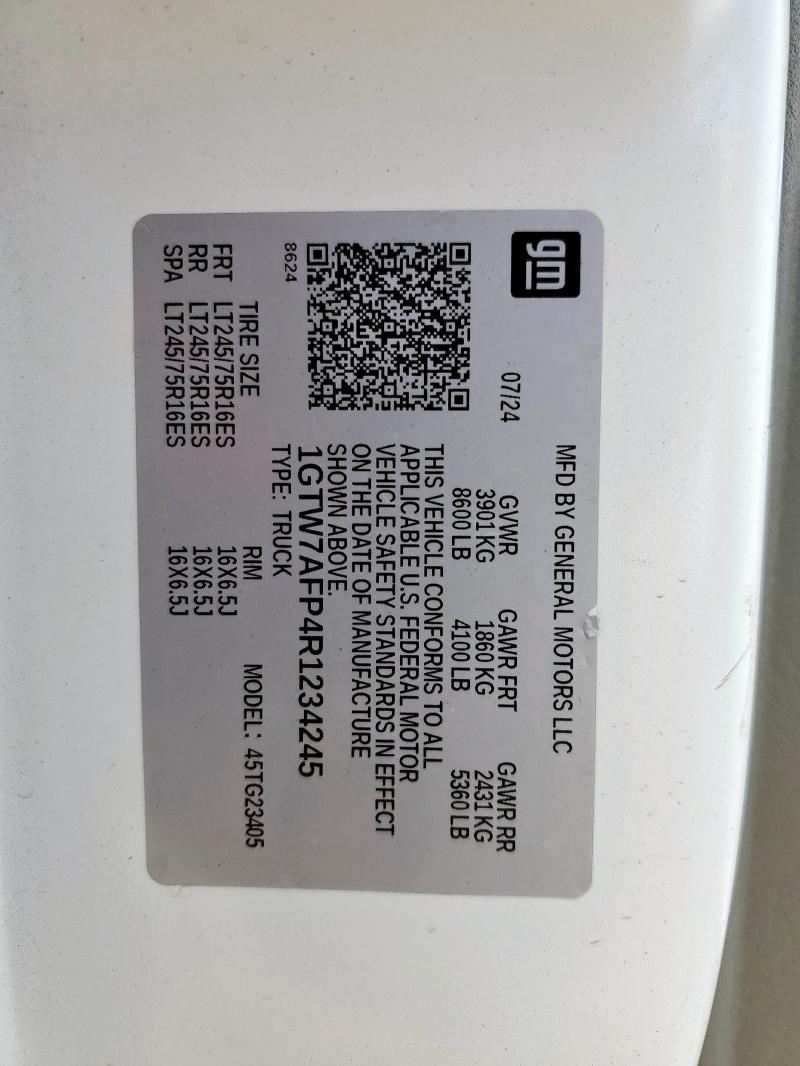 gm
MFD BY GENERAL MOTORS LLC
07/24
GVWR GAWR FRT GAWR RR
3901 KG 1860 KG 2431 KG
8600 LB 4100 LB 5360 LB
THIS VEHICLE CONFORMS TO ALL
APPLICABLE U.S. FEDERAL MOTOR
VEHICLE SAFETY STANDARDS IN EFFECT
ON THE DATE OF MANUFACTURE
SHOWN ABOVE.
1GTW7AFP4R1234245
8624
TYPE: TRUCK
MODEL: 45TG23405
TIRE SIZE RIM
FRT LT245/75R16ES 16X6.5J
RR LT245/75R16ES 16X6.5J
SPA LT245/75R16ES 16X6.5J